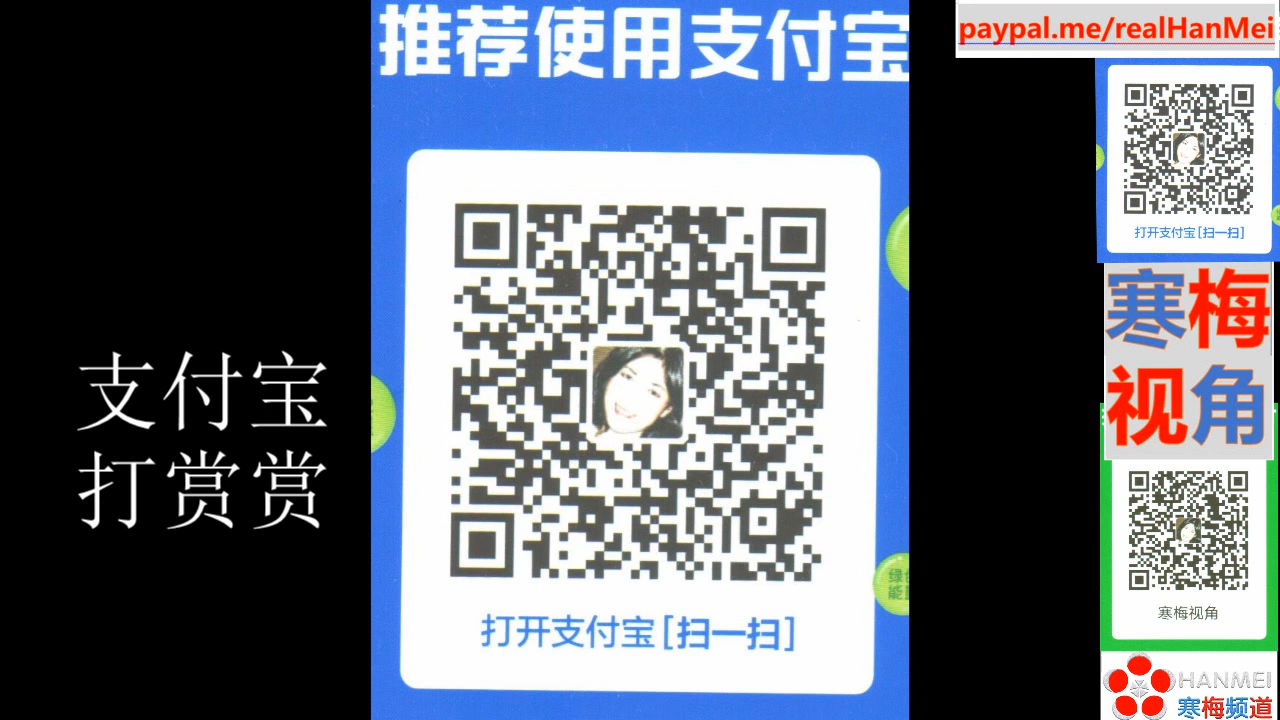 推荐使用支付宝
paypal.me/realHanMei
支付宝
打赏赏
打开支付宝[扫一扫]
打开支付宝[扫一扫]
寒梅
视角
寒梅视角
HANMEI
寒梅频道